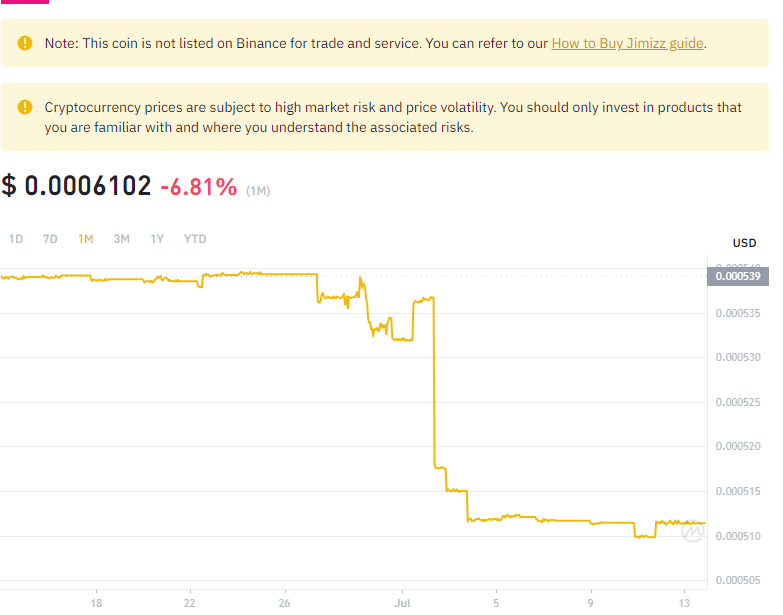 Note: This coin is not listed on Binance for trade and service. You can refer to our How to Buy Jimizz guide.
Cryptocurrency prices are subject to high market risk and price volatility. You should only invest in products that
you are familiar with and where you understand the associated risks.
$ 0.0006102 -6.81% (1M)
1D 7D 1M 3M 1Y YTD
USD
0.000539
0.000535
0.000530
0.000525
0.000520
0.000515
0.000510
0.000505
18 22 26 Jul 5 9 13